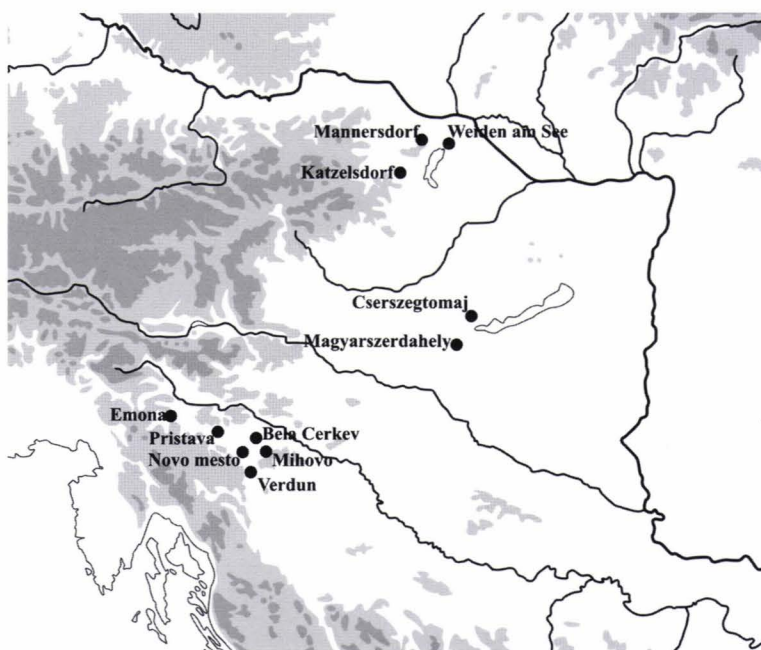 Mannersdorf
Weiden am See
Katzelsdorf
Cserszegtomaj
Magyarszerdahely
Emona
Pristava
Bela Cerkev
Novo mesto
Mihovo
Verdun